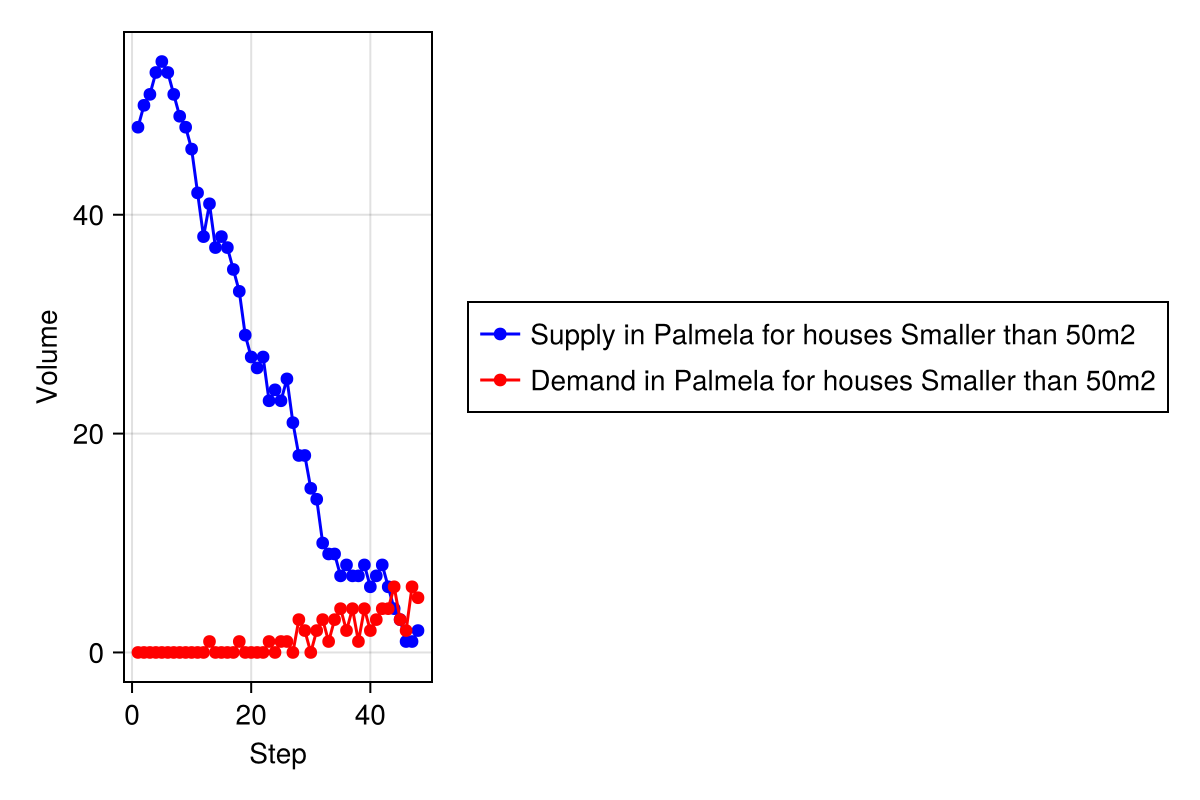 Volume
40
20
0
0 20 40
Step
Supply in Palmela for houses Smaller than 50m2
Demand in Palmela for houses Smaller than 50m2